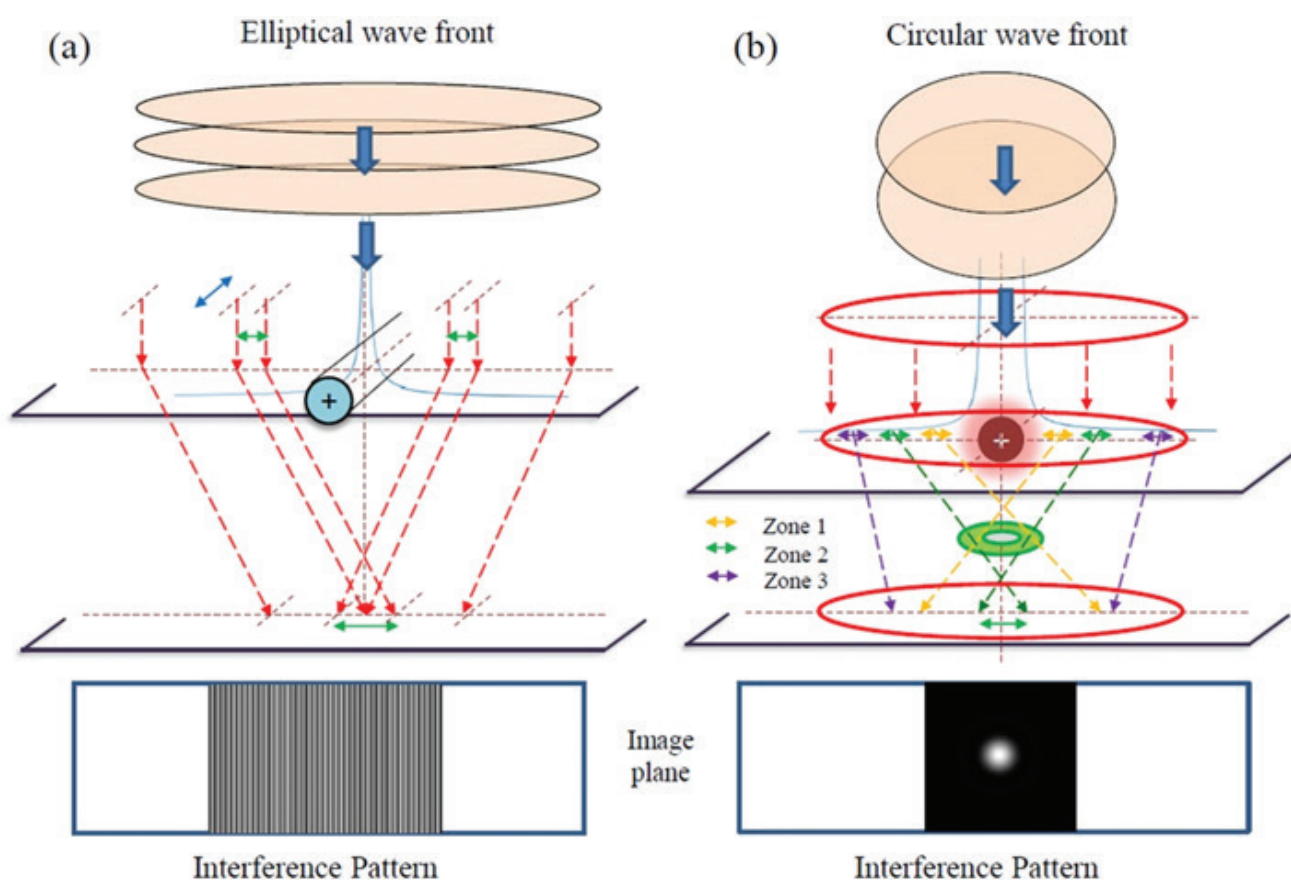 (a)
Elliptical wave front
(b)
Circular wave front
+
+
Zone 1
Zone 2
Zone 3
Image
plane
Interference Pattern
Interference Pattern